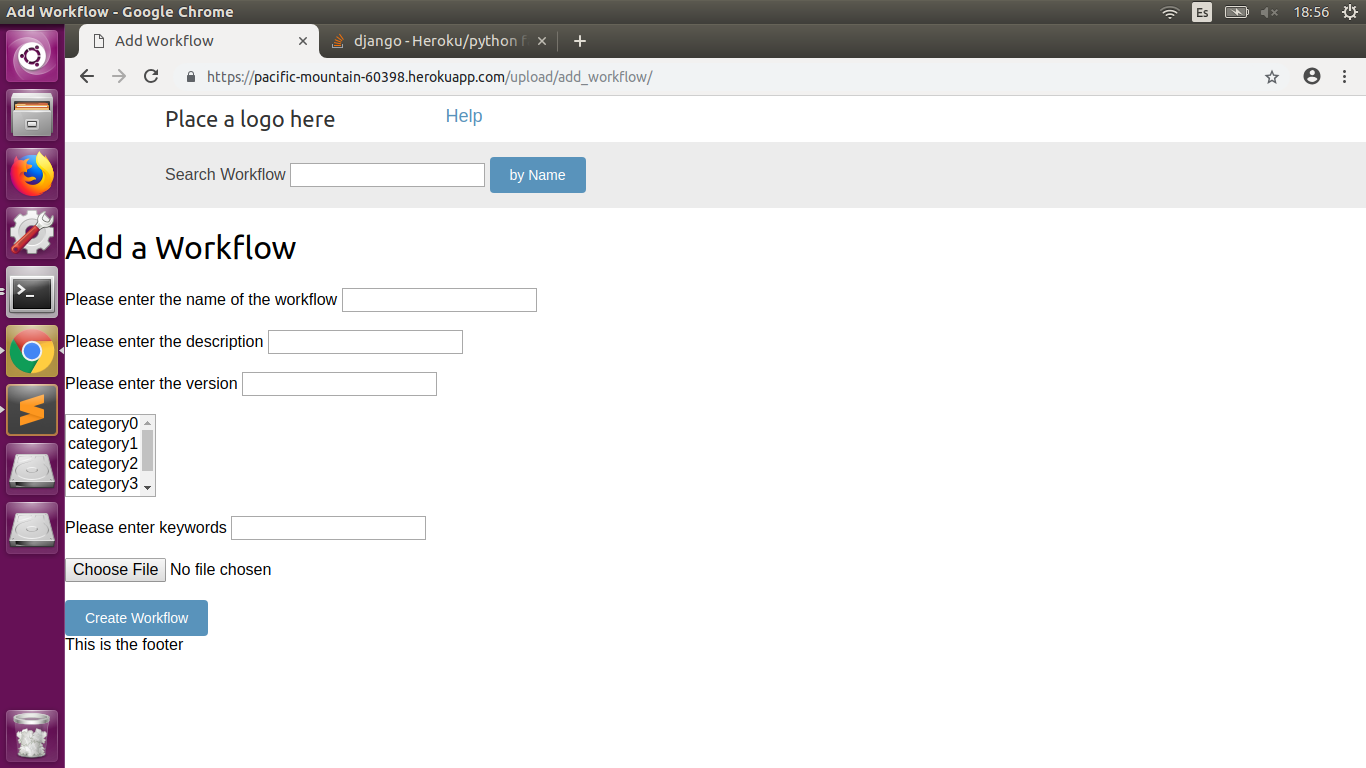 Add Workflow - Google Chrome
Es
18:56
Add Workflow
django - Heroku/python f
https://pacific-mountain-60398.herokuapp.com/upload/add_workflow/
Place a logo here
Help
Search Workflow
by Name
Add a Workflow
Please enter the name of the workflow
Please enter the description
Please enter the version
category0
category1
category2
category3
Please enter keywords
Choose File No file chosen
Create Workflow
This is the footer